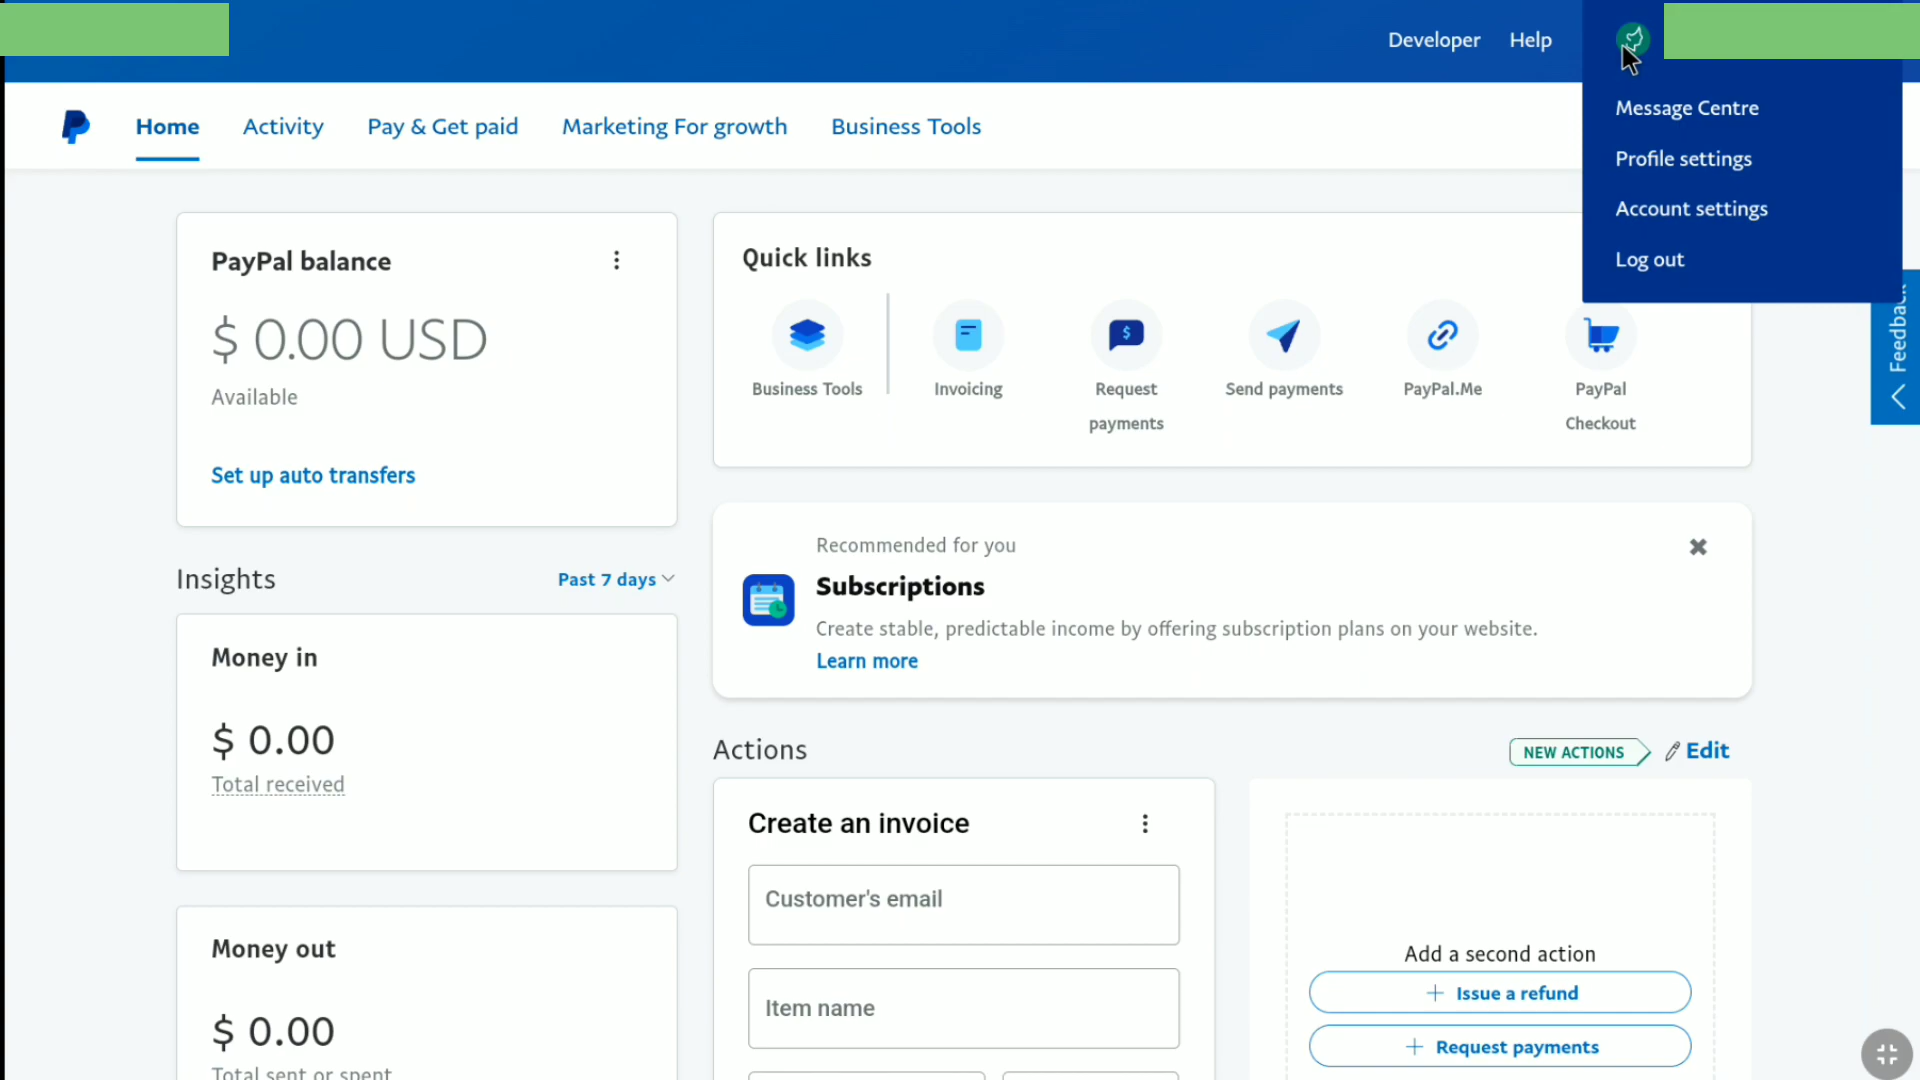 Developer
Help
Message Centre
Profile settings
Account settings
Log out
Home
Activity
Pay & Get paid
Marketing For growth
Business Tools
PayPal balance
$ 0.00 USD
Available
Set up auto transfers
Quick links
Business Tools
Invoicing
Request
payments
Send payments
PayPal.Me
PayPal
Checkout
Feedback
Recommended for you
Subscriptions
Create stable, predictable income by offering subscription plans on your website.
Learn more
Insights
Past 7 days
Money in
$ 0.00
Total received
Money out
$ 0.00
Total sent or spent
Actions
NEW ACTIONS
Edit
Create an invoice
Customer's email
Item name
Add a second action
Issue a refund
Request payments